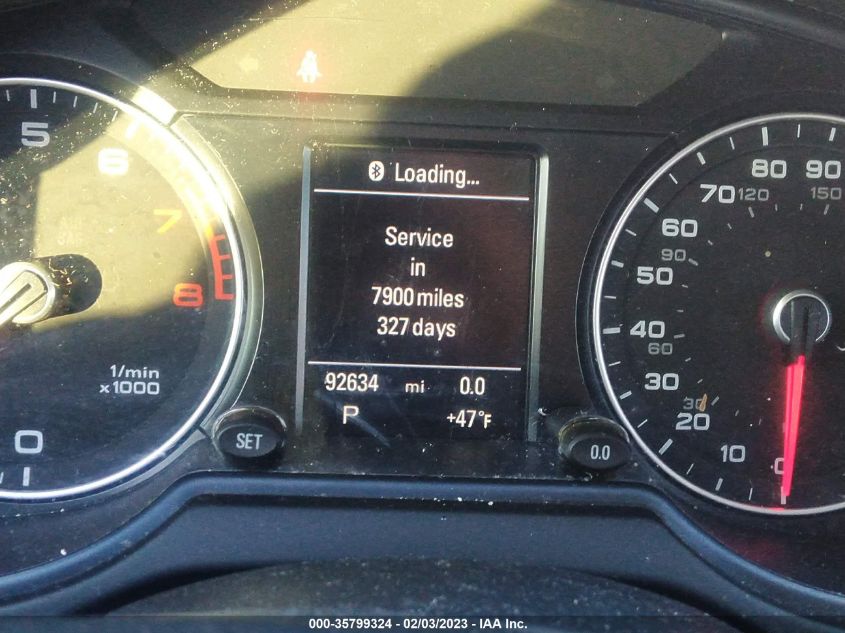 Loading...
Service
in
7900 miles
327 days
92634 mi 0.0
P +47°F
5
6
7
8
1/min
x1000
0
SET
0.0
0
10
20
30
30
40
60
50
90
60
70
120
80
150
90
000-35799324 — 02/03/2023 — IAA Inc.